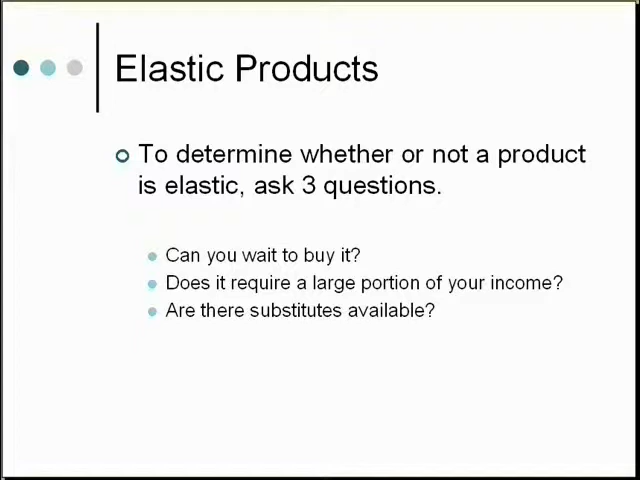 Elastic Products
To determine whether or not a product
is elastic, ask 3 questions.
Can you wait to buy it?
Does it require a large portion of your income?
Are there substitutes available?